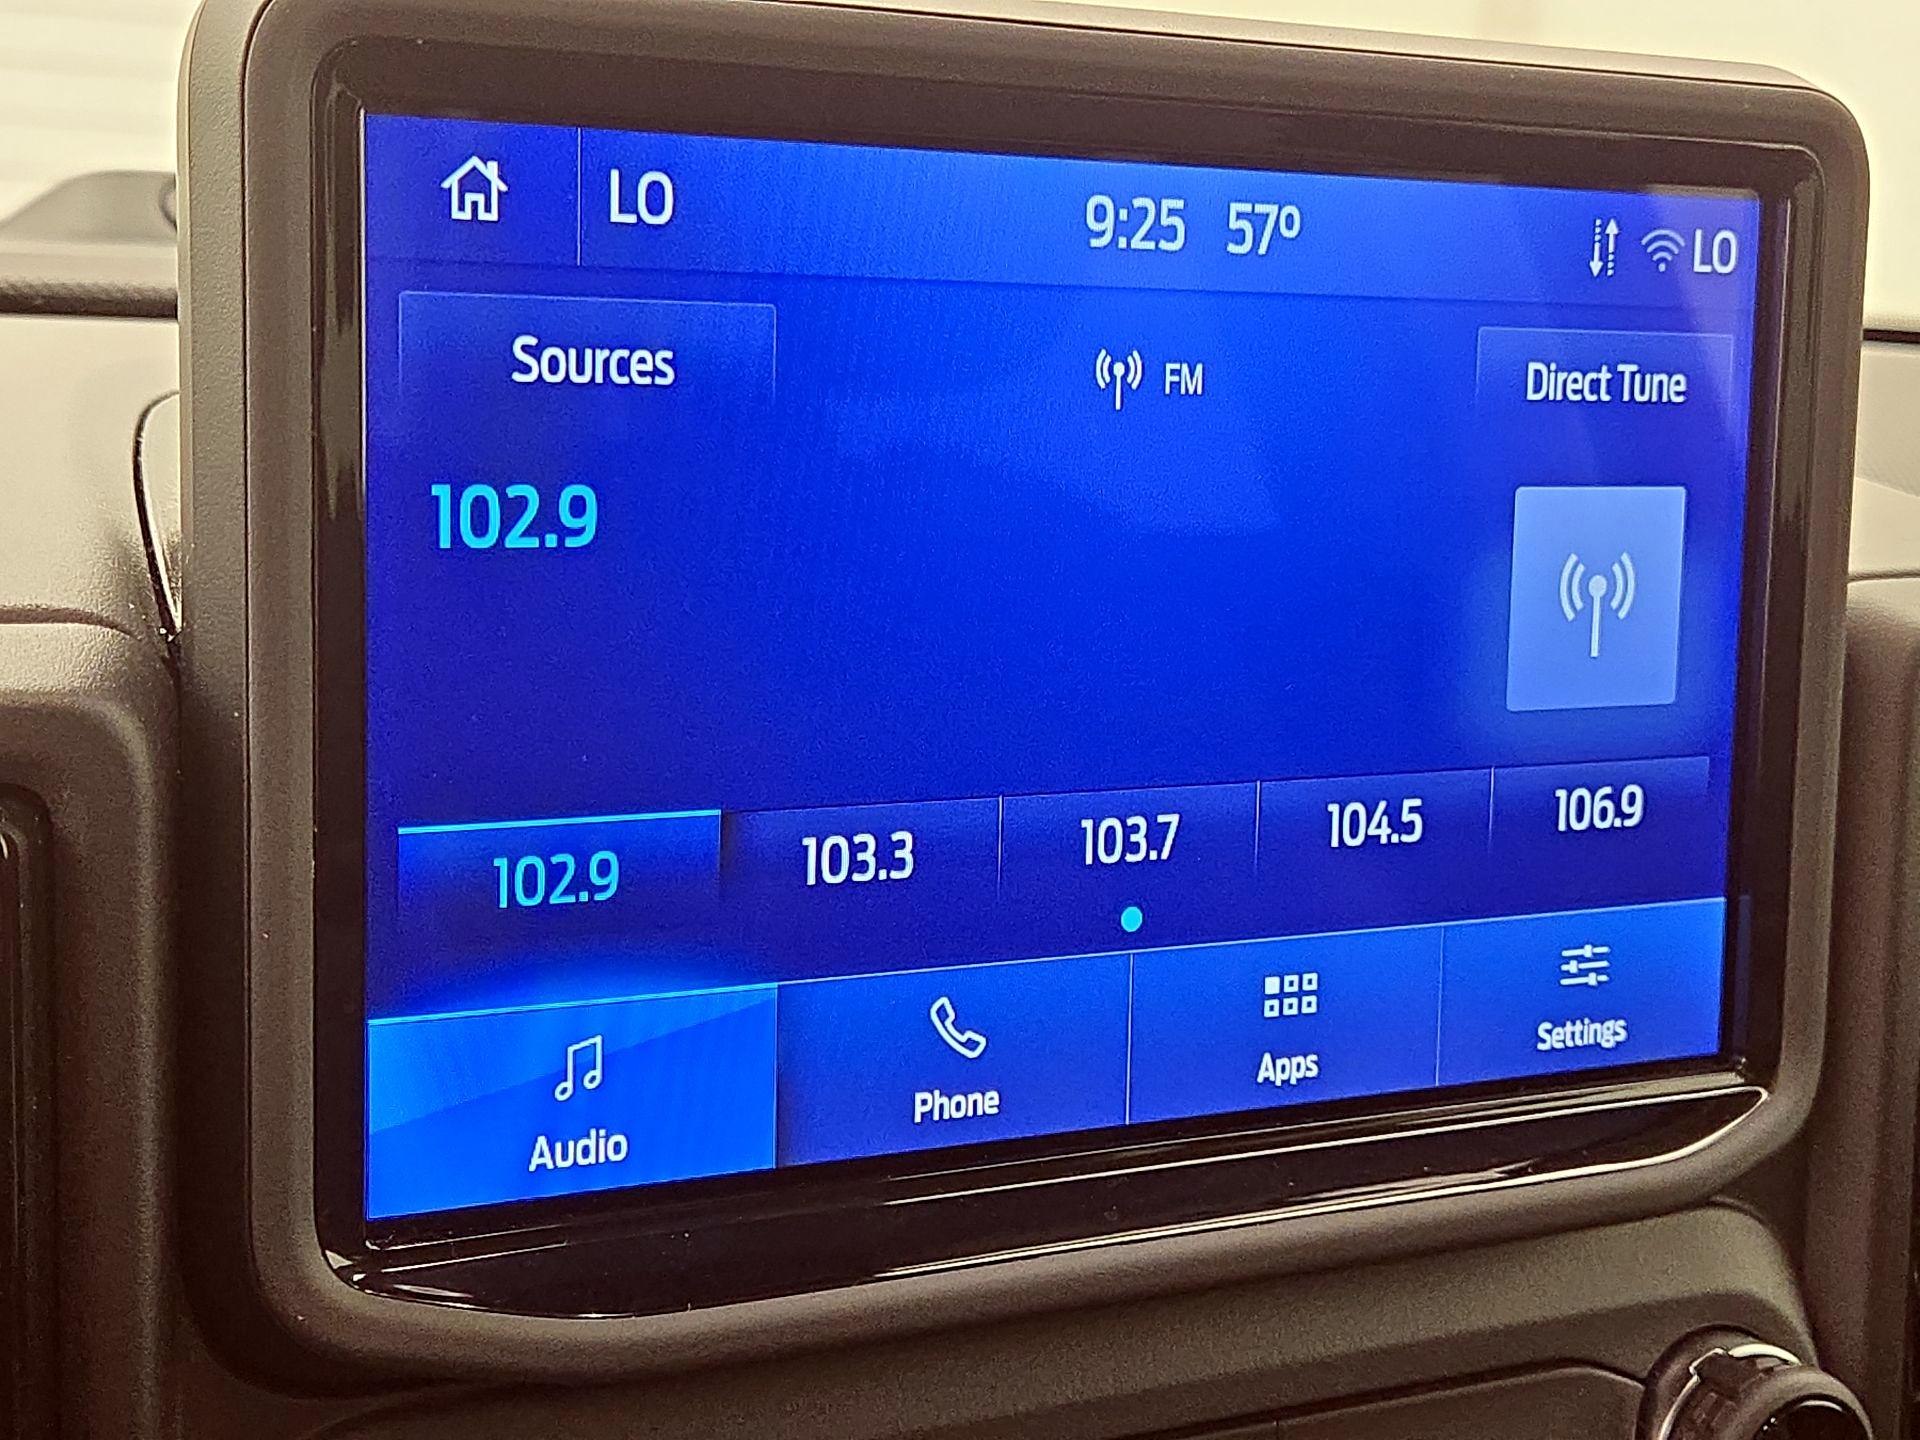 LO 9:25 57º LO
Sources FM Direct Tune
102.9
102.9 103.3 103.7 104.5 106.9
Audio Phone Apps Settings